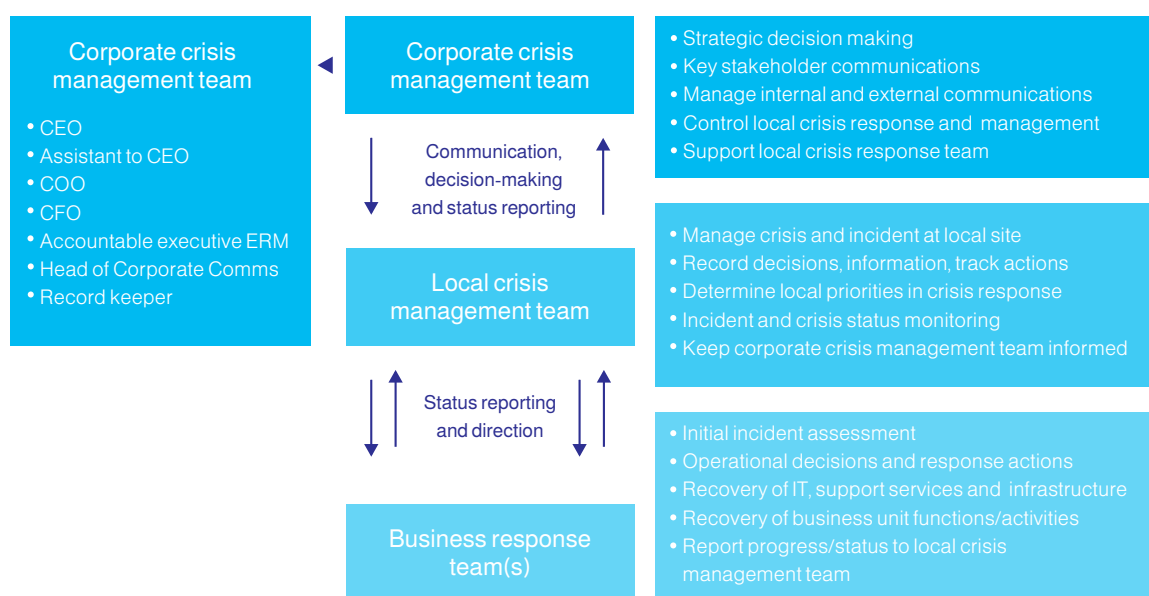 Corporate crisis
management team
• CEO
• Assistant to CEO
• COO
• CFO
• Accountable executive ERM
• Head of Corporate Comms
• Record keeper
Corporate crisis
management team
Communication,
decision-making
and status reporting
Local crisis
management team
Status reporting
and direction
Business response
team(s)
• Strategic decision making
• Key stakeholder communications
• Manage internal and external communications
• Control local crisis response and management
• Support local crisis response team
• Manage crisis and incident at local site
• Record decisions, information, track actions
• Determine local priorities in crisis response
• Incident and crisis status monitoring
• Keep corporate crisis management team informed
• Initial incident assessment
• Operational decisions and response actions
• Recovery of IT, support services and infrastructure
• Recovery of business unit functions/activities
• Report progress/status to local crisis
management team